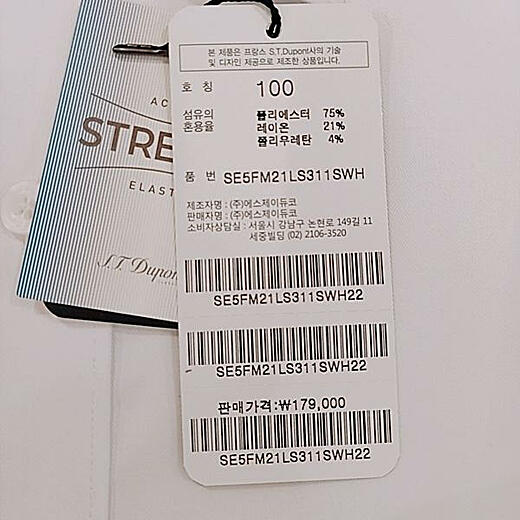 본 제품은 프랑스 S.T.Dupont사의 기술
및 디자인 제공으로 제조한 상품입니다.
호 칭 100
섬유의 폴리에스터 75%
혼용율 레이온 21%
폴리우레탄 4%
품 번 SE5FM21LS311SWH
제조자명 : (주)에스제이듀코
판매자명 : (주)에스제이듀코
소비자상담실 : 서울시 강남구 논현로 149길 11
세중빌딩 (02) 2106-3520
SE5FM21LS311SWH22
SE5FM21LS311SWH22
판매가격:₩179,000
SE5FM21LS311SWH22
AC
STRE
ELAST
S.T. Dupont